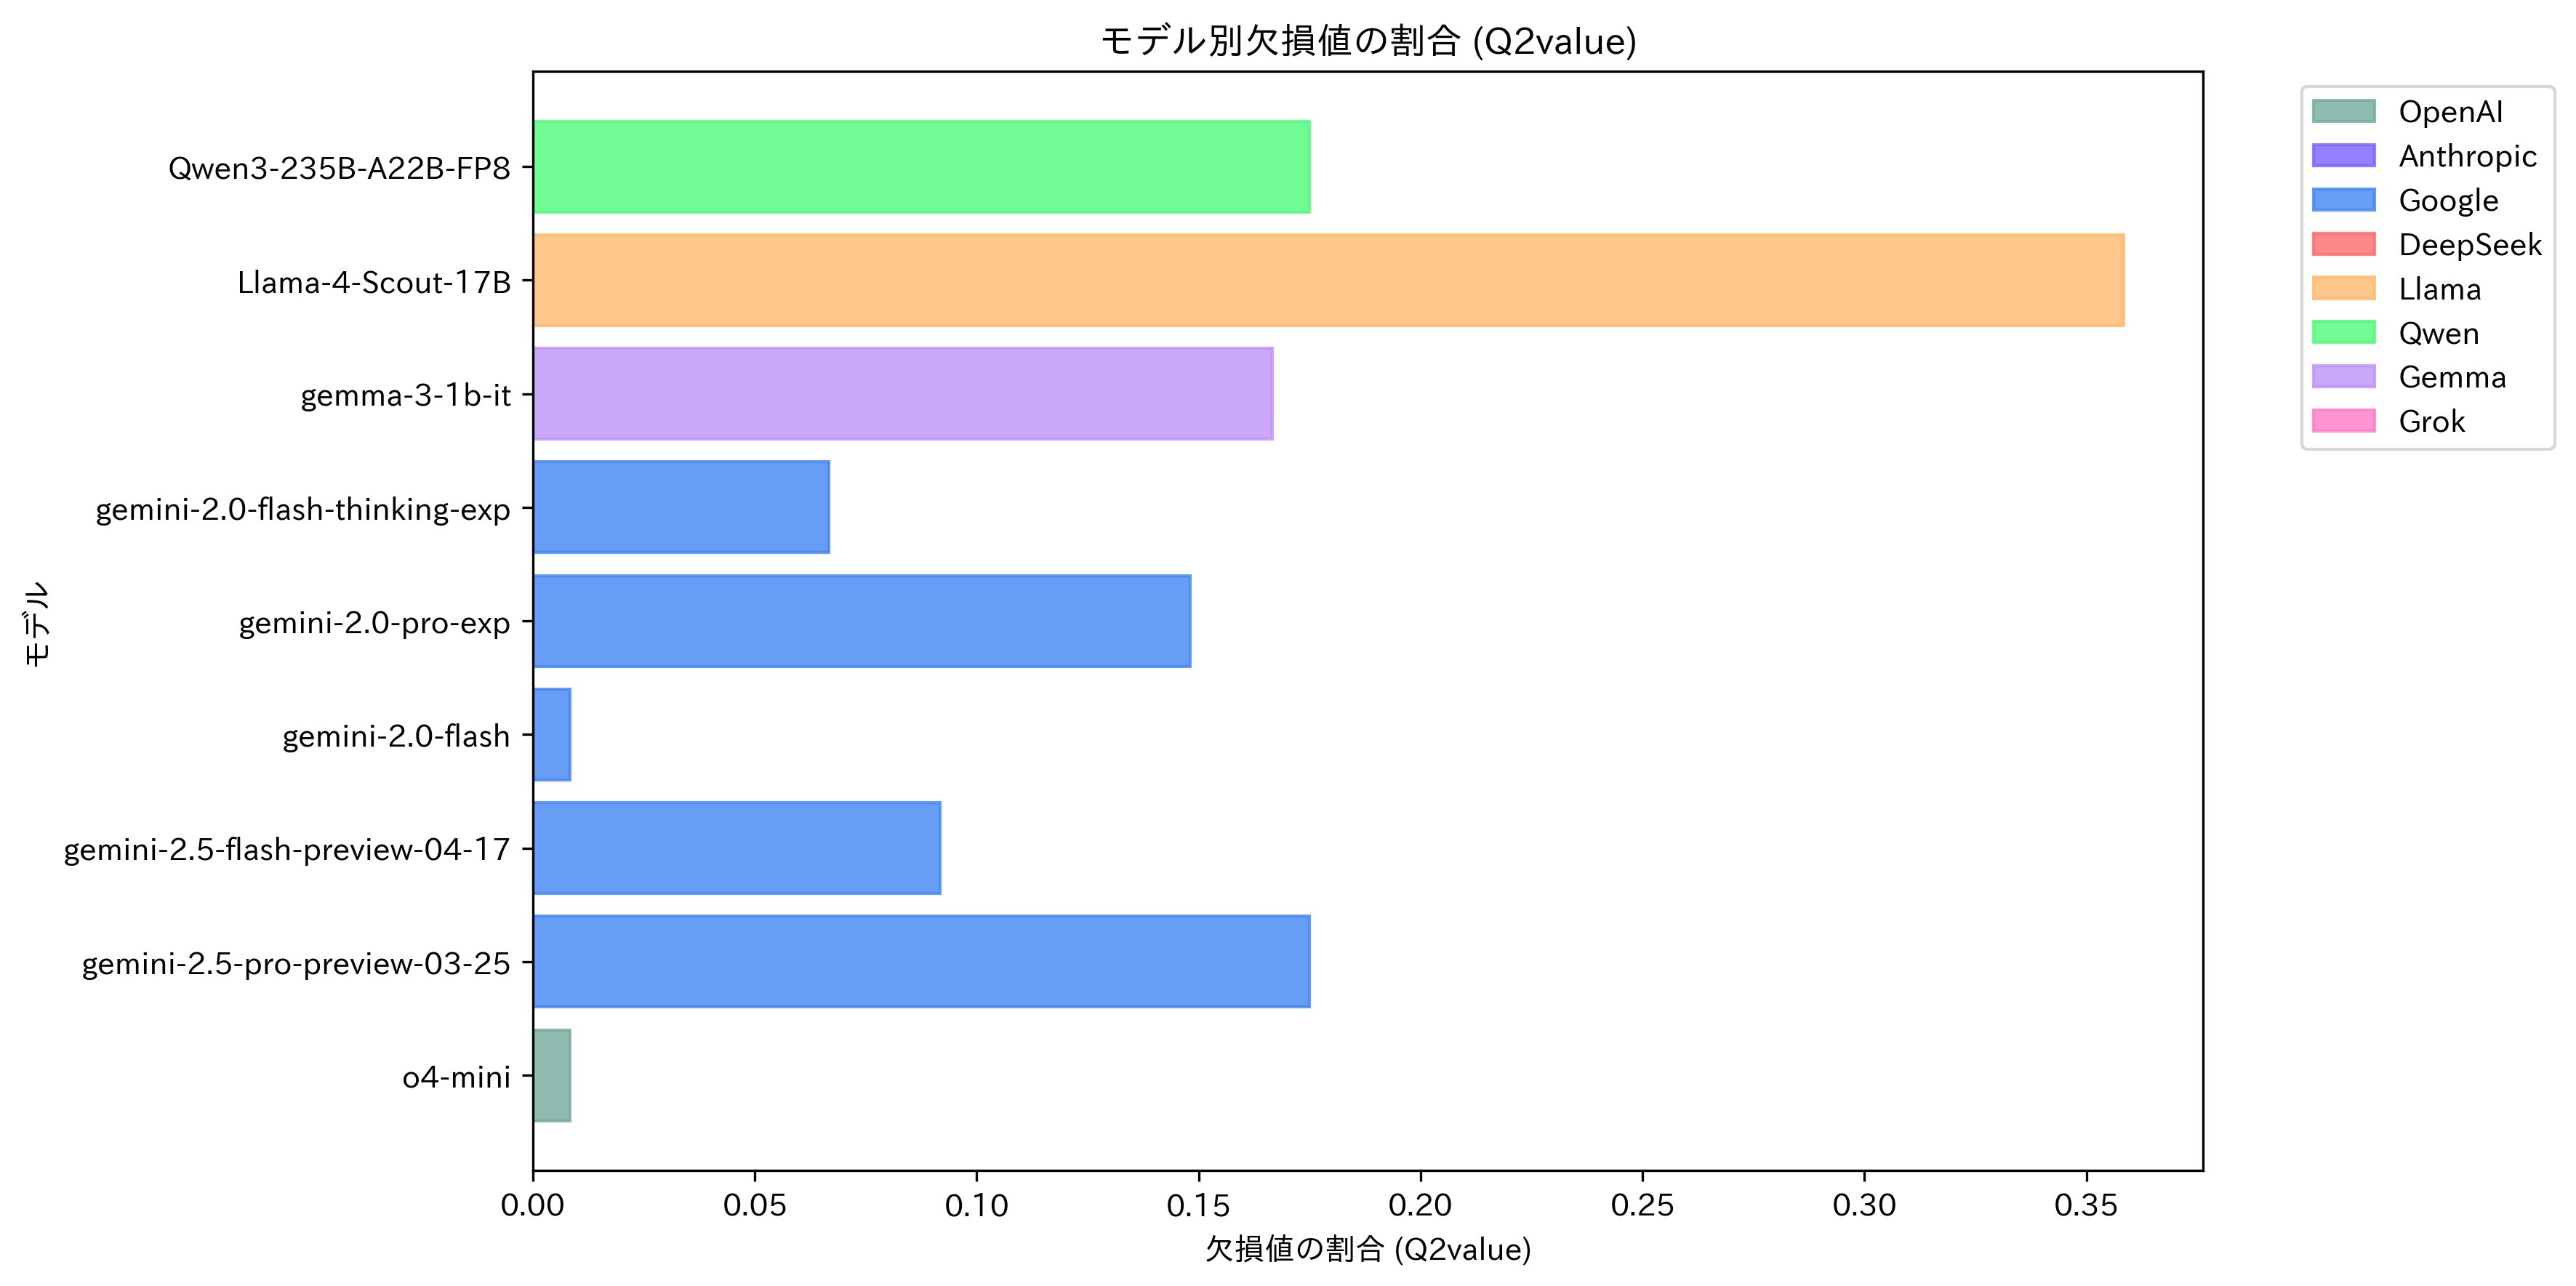 モデル別欠損値の割合 (Q2value)
Qwen3-235B-A22B-FP8
Llama-4-Scout-17B
gemma-3-1b-it
gemini-2.0-flash-thinking-exp
gemini-2.0-pro-exp
gemini-2.0-flash
gemini-2.5-flash-preview-04-17
gemini-2.5-pro-preview-03-25
o4-mini
モデル
0.00 0.05 0.10 0.15 0.20 0.25 0.30 0.35
欠損値の割合 (Q2value)
OpenAI
Anthropic
Google
DeepSeek
Llama
Qwen
Gemma
Grok